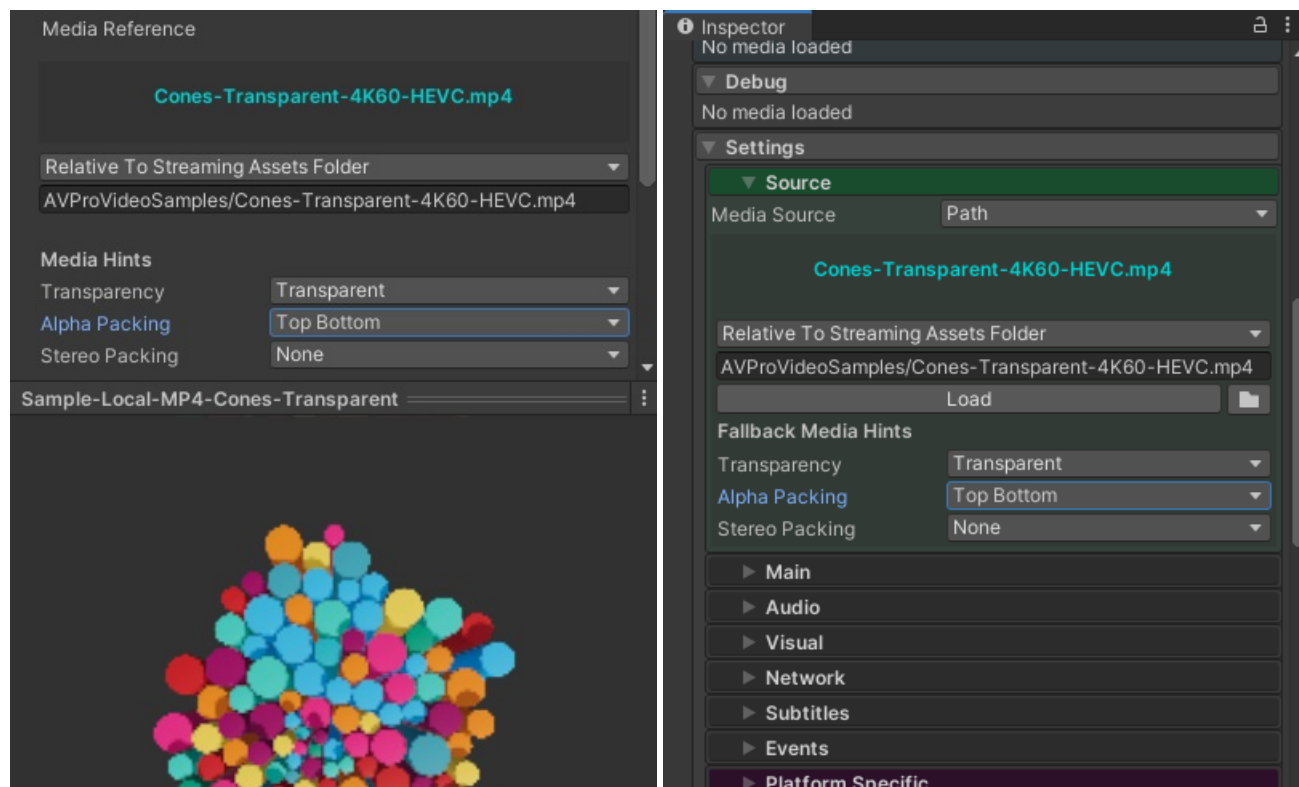 Media Reference
Cones-Transparent-4K60-HEVC.mp4
Relative To Streaming Assets Folder
AVProVideoSamples/Cones-Transparent-4K60-HEVC.mp4
Media Hints
Transparency Transparent
Alpha Packing Top Bottom
Stereo Packing None
Sample-Local-MP4-Cones-Transparent
Inspector
No media loaded
Debug
No media loaded
Settings
Source
Media Source Path
Cones-Transparent-4K60-HEVC.mp4
Relative To Streaming Assets Folder
AVProVideoSamples/Cones-Transparent-4K60-HEVC.mp4
Load
Fallback Media Hints
Transparency Transparent
Alpha Packing Top Bottom
Stereo Packing None
Main
Audio
Visual
Network
Subtitles
Events
Platform Specific